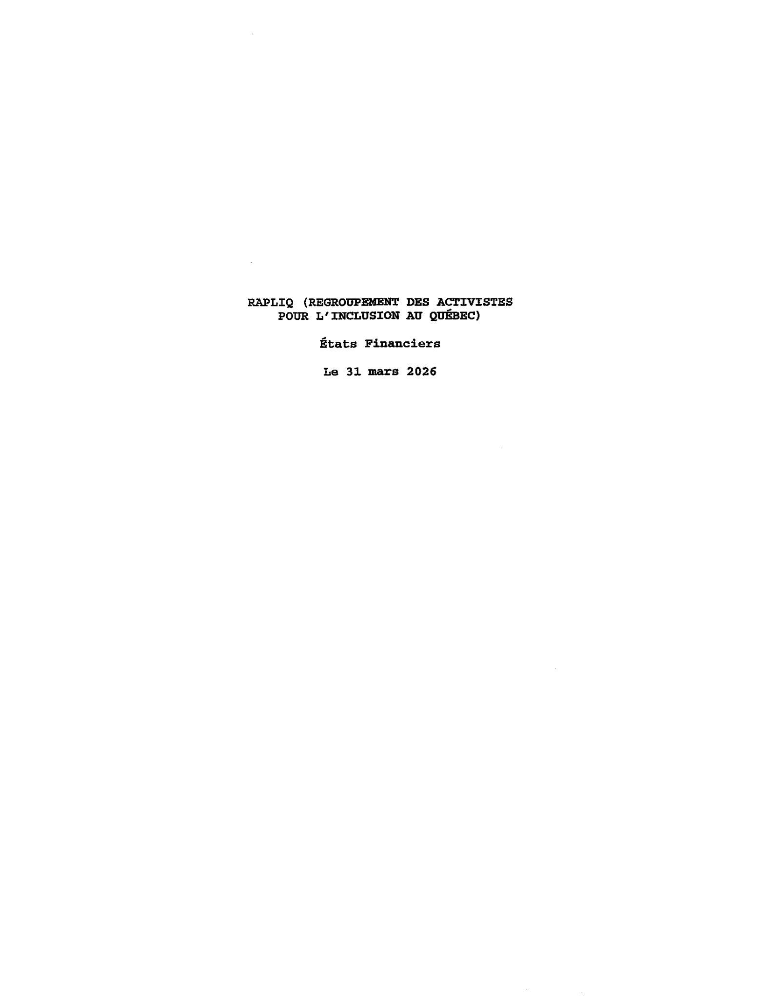 RAPLIQ (REGROUPEMENT DES ACTIVISTES
POUR L'INCLUSION AU QUÉBEC)
États Financiers
Le 31 mars 2026